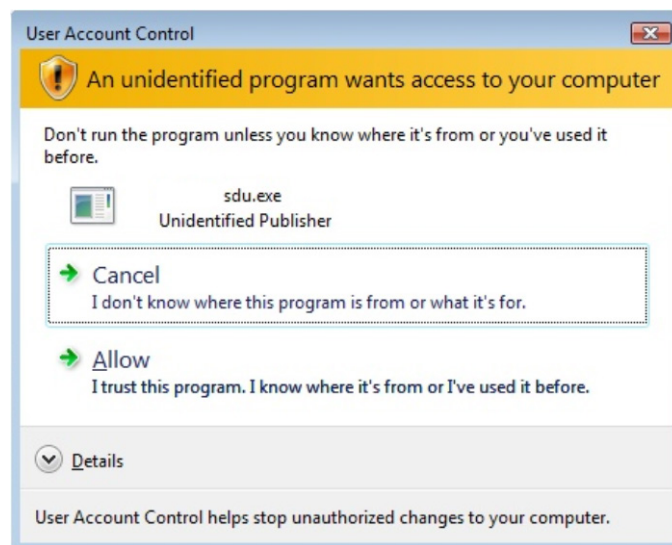 User Account Control
An unidentified program wants access to your computer
Don't run the program unless you know where it's from or you've used it
before.
sdu.exe
Unidentified Publisher
Cancel
I don't know where this program is from or what it's for.
Allow
I trust this program. I know where it's from or I've used it before.
Details
User Account Control helps stop unauthorized changes to your computer.